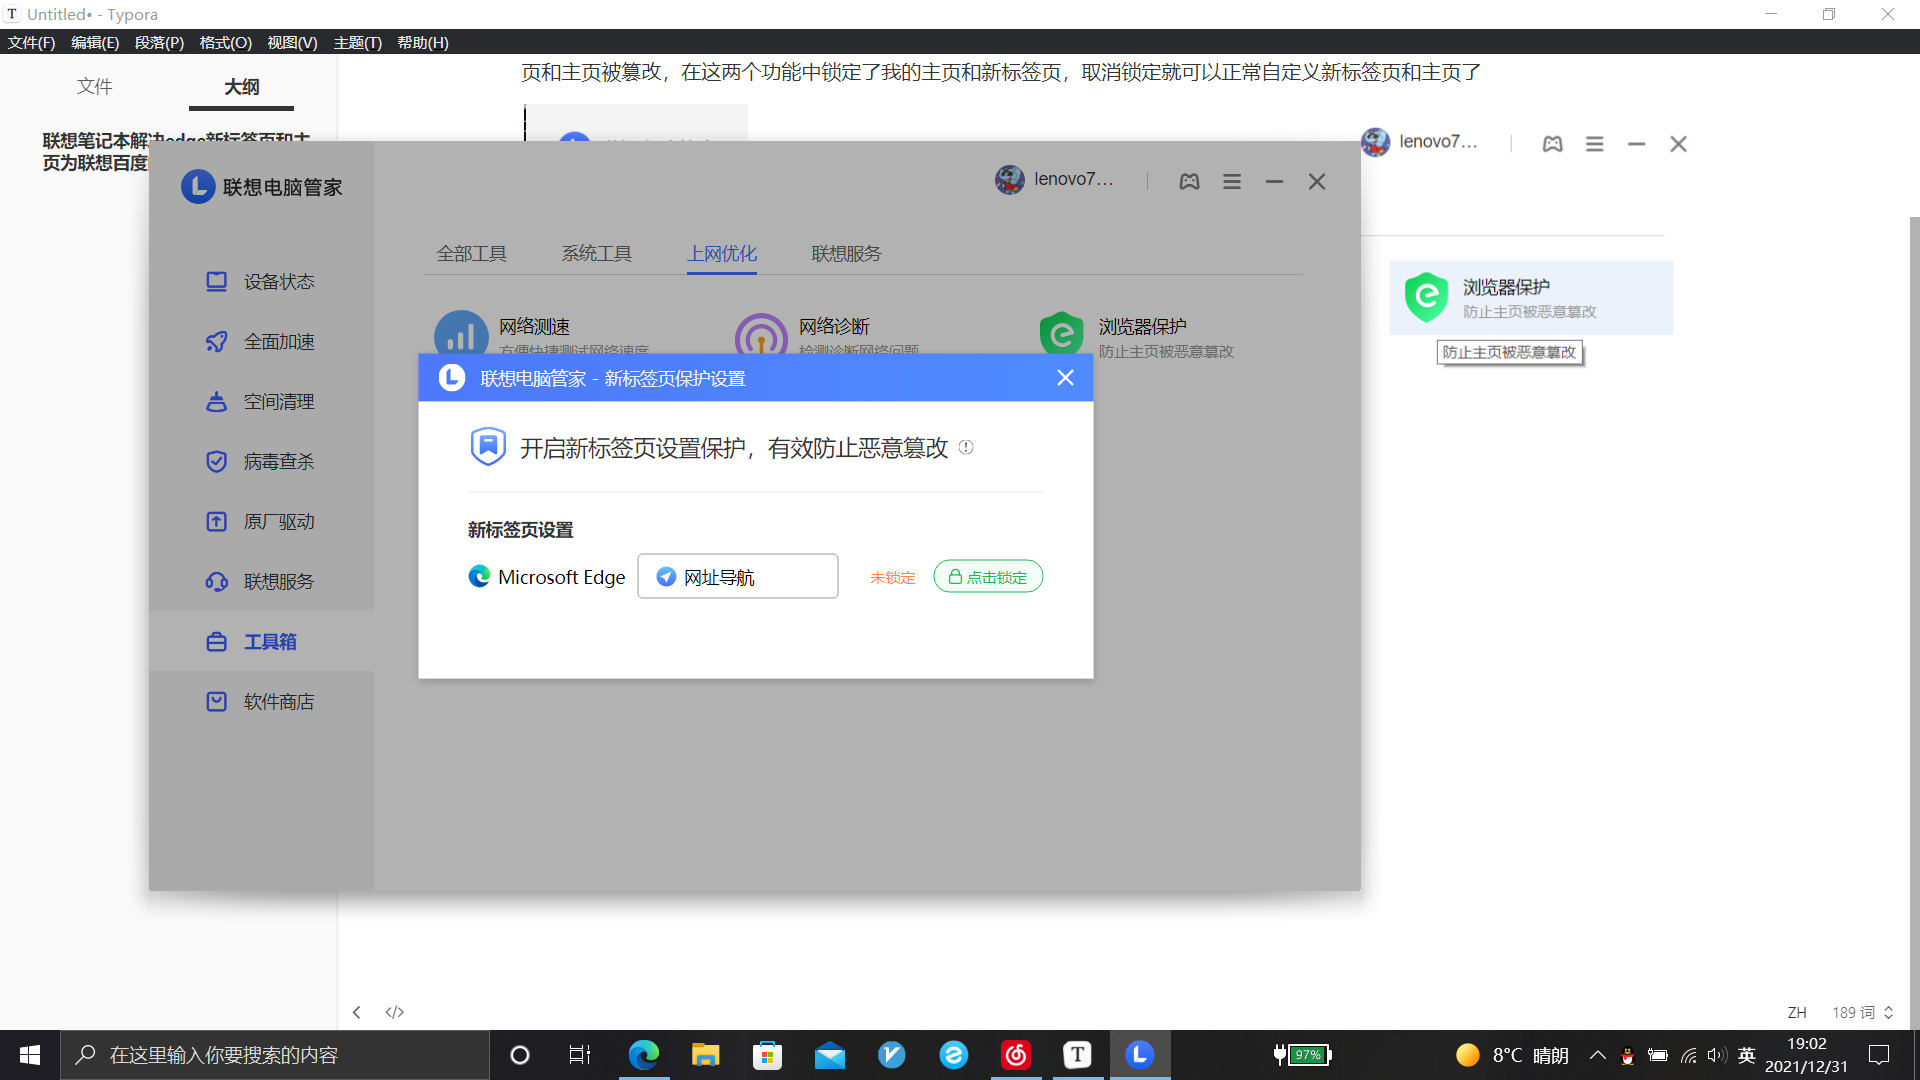 Untitled• - Typora
文件(F) 编辑(E) 段落(P) 格式(O) 视图(V) 主题(T) 帮助(H)
文件 大纲
联想笔记本解决edge新标签页和主
页为联想百度
页和主页被篡改，在这两个功能中锁定了我的主页和新标签页，取消锁定就可以正常自定义新标签页和主页了
lenovo7...
浏览器保护
防止主页被恶意篡改
防止主页被恶意篡改
联想电脑管家
lenovo7...
设备状态
全面加速
空间清理
病毒查杀
原厂驱动
联想服务
工具箱
软件商店
全部工具 系统工具 上网优化 联想服务
网络测速
方便快捷测试网络速度
网络诊断
检测诊断网络问题
浏览器保护
防止主页被恶意篡改
联想电脑管家 - 新标签页保护设置
开启新标签页设置保护，有效防止恶意篡改
新标签页设置
Microsoft Edge 网址导航 未锁定 点击锁定
ZH 189 词
在这里输入你要搜索的内容
97%
8°C 晴朗
英
19:02
2021/12/31